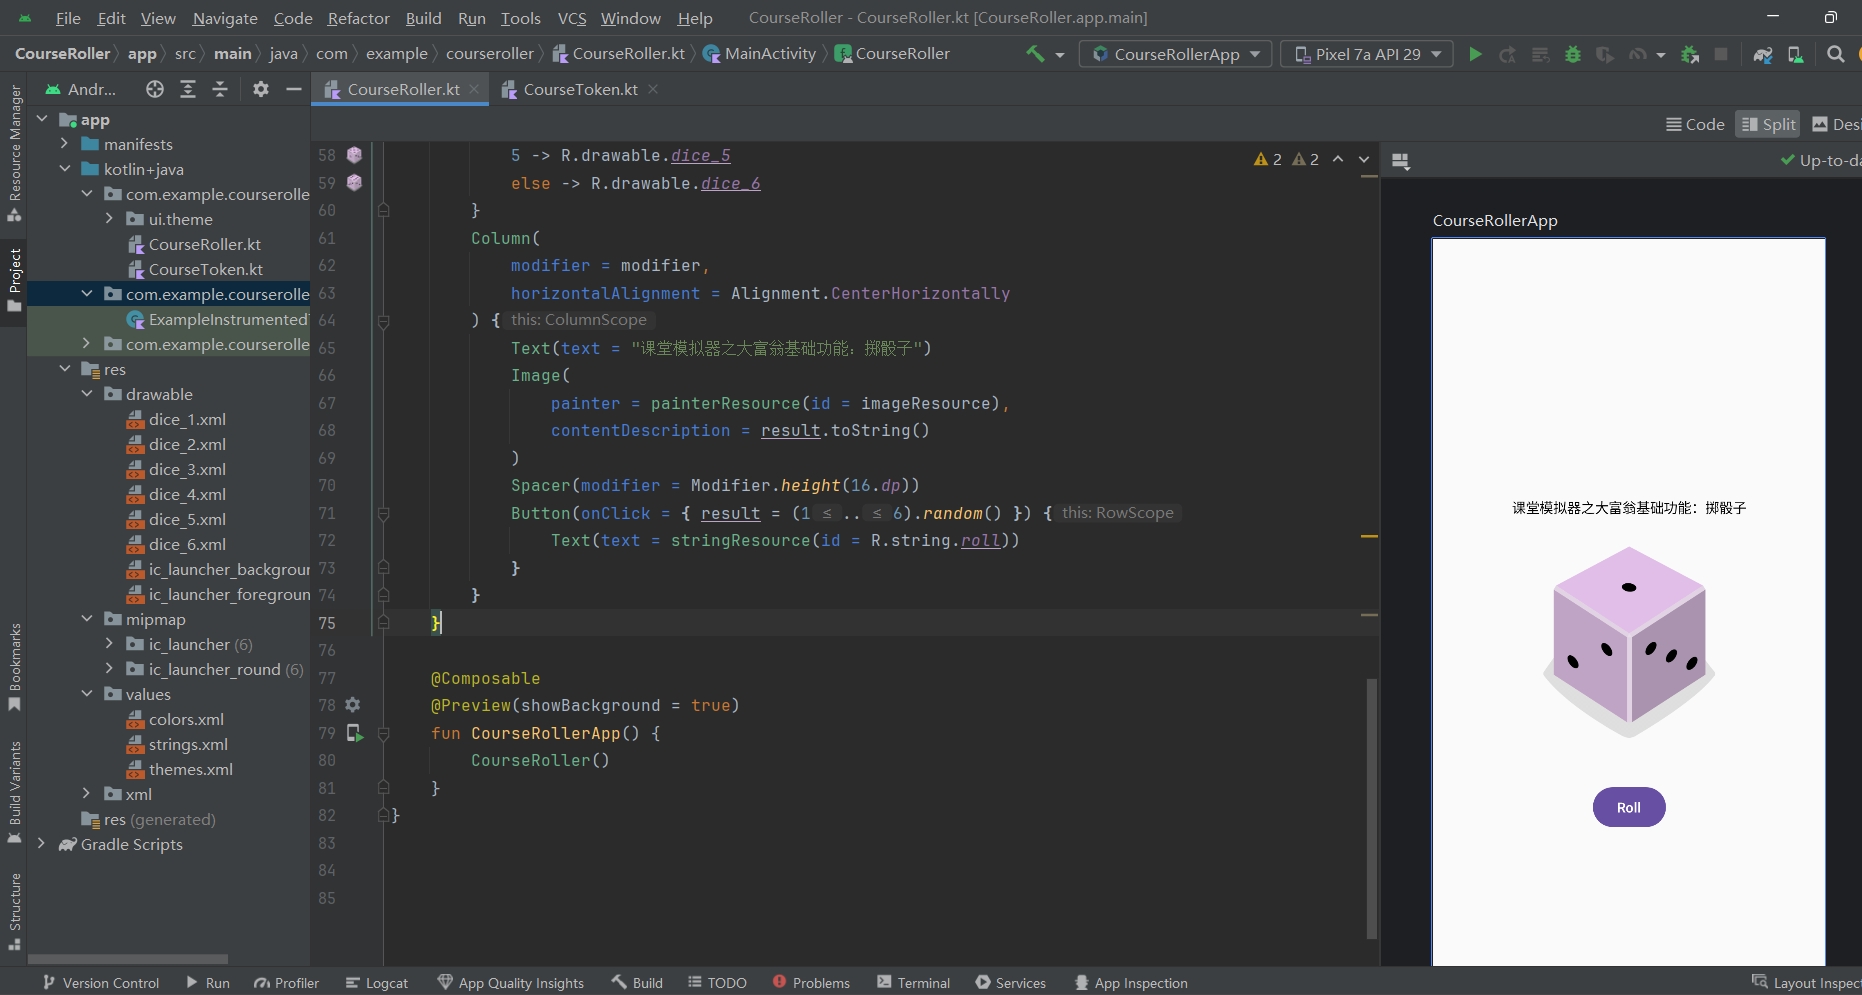 File Edit View Navigate Code Refactor Build Run Tools VCS Window Help CourseRoller - CourseRoller.kt [CourseRoller.app.main]
CourseRoller app src main java com example courseroller CourseRoller.kt MainActivity CourseRoller CourseRollerApp Pixel 7a API 29
Andr... CourseRoller.kt CourseToken.kt
Code Split
Resource Manager
Project
Bookmarks
Build Variants
Structure
app
manifests
kotlin+java
com.example.courserolle
ui.theme
CourseRoller.kt
CourseToken.kt
com.example.courserolle
ExampleInstrumented
com.example.courserolle
res
drawable
dice_1.xml
dice_2.xml
dice_3.xml
dice_4.xml
dice_5.xml
dice_6.xml
ic_launcher_backgroun
ic_launcher_foregroun
mipmap
ic_launcher (6)
ic_launcher_round (6)
values
colors.xml
strings.xml
themes.xml
xml
res (generated)
Gradle Scripts
2 2
58 5 -> R.drawable.dice_5
59 else -> R.drawable.dice_6
60 }
61 Column(
62 modifier = modifier,
63 horizontalAlignment = Alignment.CenterHorizontally
64 ) { this: ColumnScope
65 Text(text = "课堂模拟器之大富翁基础功能：掷骰子")
66 Image(
67 painter = painterResource(id = imageResource),
68 contentDescription = result.toString()
69 )
70 Spacer(modifier = Modifier.height(16.dp))
71 Button(onClick = { result = (1 ≤ .. ≤ 6).random() }) { this: RowScope
72 Text(text = stringResource(id = R.string.roll))
73 }
74 }
75 }
76
77 @Composable
78 @Preview(showBackground = true)
79 fun CourseRollerApp() {
80 CourseRoller()
81 }
82 }
83
84
85
Up-to-da
CourseRollerApp
课堂模拟器之大富翁基础功能：掷骰子
Roll
Version Control Run Profiler Logcat App Quality Insights Build TODO Problems Terminal Services App Inspection Layout Inspect